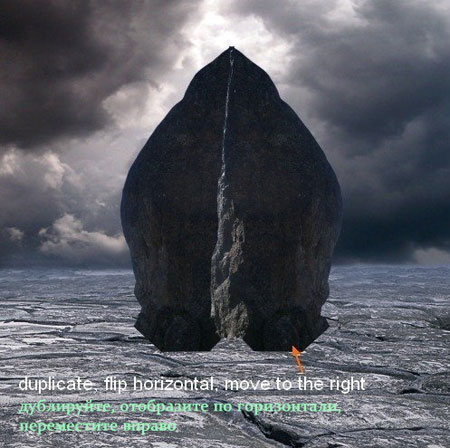 duplicate, flip horizontal, move to the right
дублируйте, отобразите по горизонтали,
переместите вправо